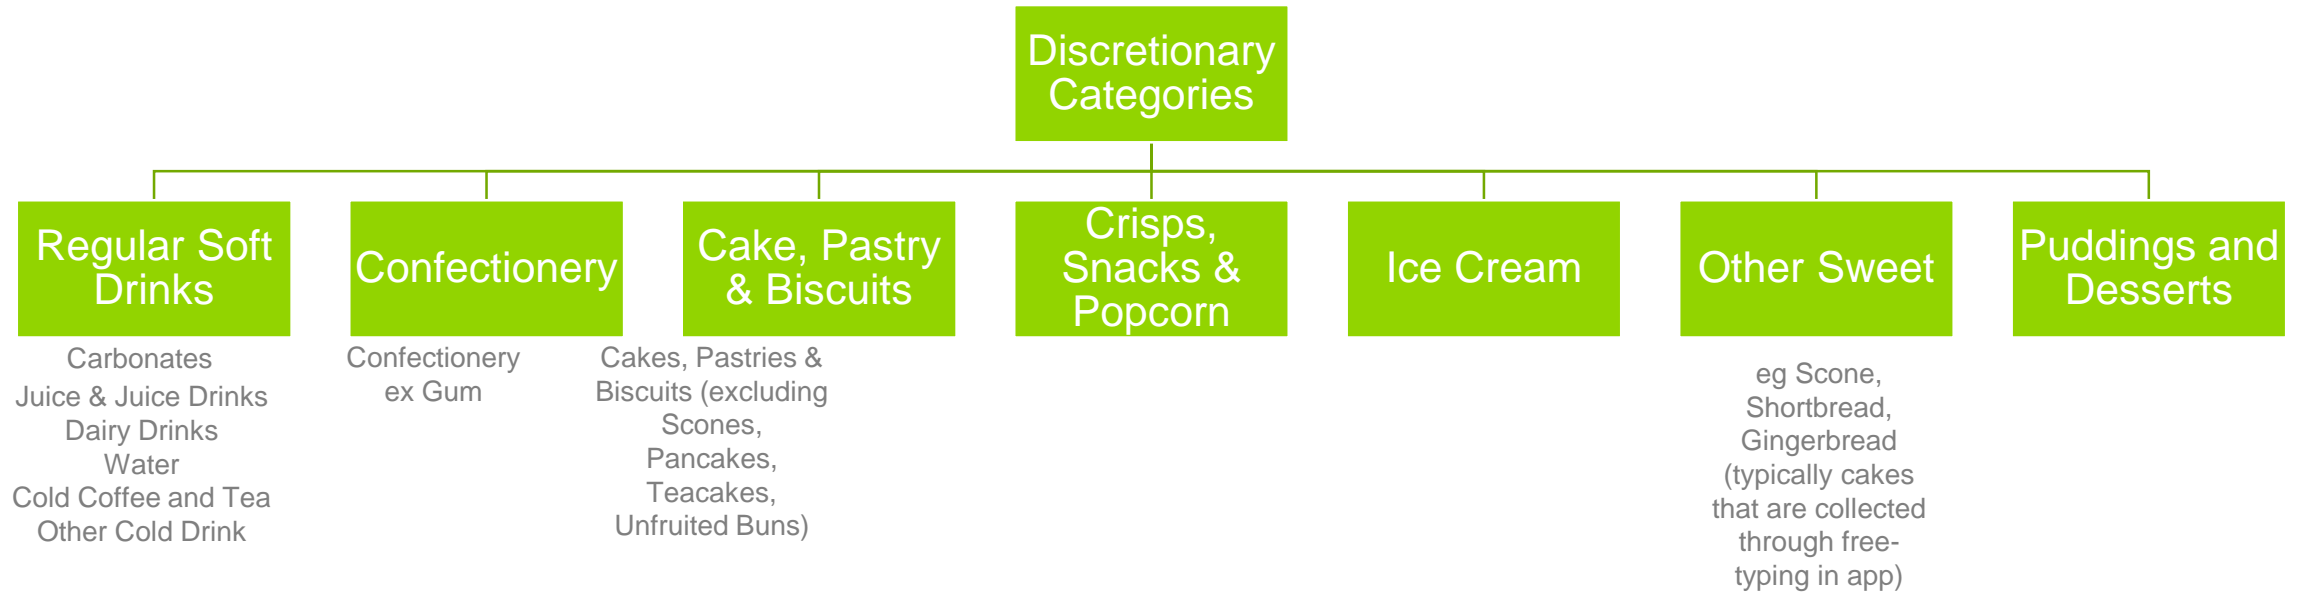 Discretionary
Categories
Regular Soft
Drinks
Confectionery
Cake, Pastry
& Biscuits
Crisps,
Snacks &
Popcorn
Ice Cream
Other Sweet
Puddings and
Desserts
Carbonates
Juice & Juice Drinks
Dairy Drinks
Water
Cold Coffee and Tea
Other Cold Drink
Confectionery
ex Gum
Cakes, Pastries &
Biscuits (excluding
Scones,
Pancakes,
Teacakes,
Unfruited Buns)
eg Scone,
Shortbread,
Gingerbread
(typically cakes
that are collected
through free-
typing in app)